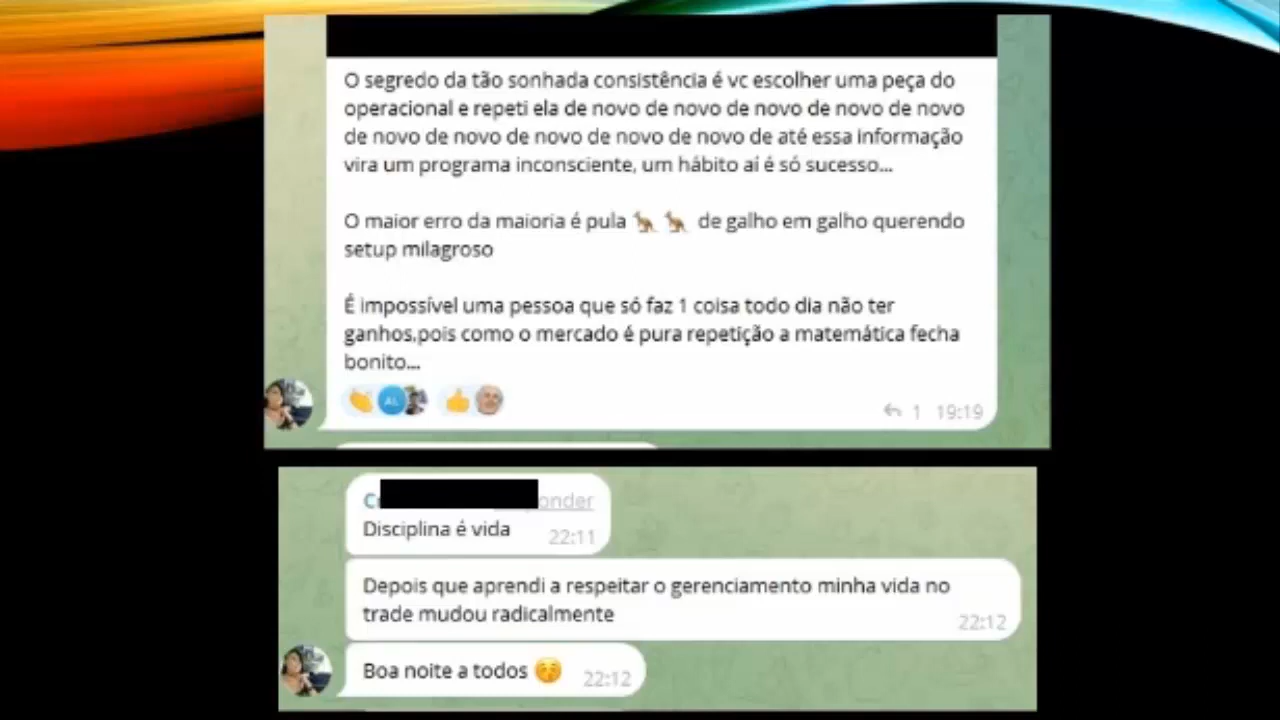 O segredo da tão sonhada consistência é vc escolher uma peça do
operacional e repeti ela de novo de novo de novo de novo de novo
de novo de novo de novo de novo de novo de até essa informação
vira um programa inconsciente, um hábito aí é só sucesso...
O maior erro da maioria é pula 🦘 🦘 de galho em galho querendo
setup milagroso
É impossível uma pessoa que só faz 1 coisa todo dia não ter
ganhos,pois como o mercado é pura repetição a matemática fecha
bonito...
AL
1 19:19
Disciplina é vida
22:11
Depois que aprendi a respeitar o gerenciamento minha vida no
trade mudou radicalmente
22:12
Boa noite a todos 😚 22:12